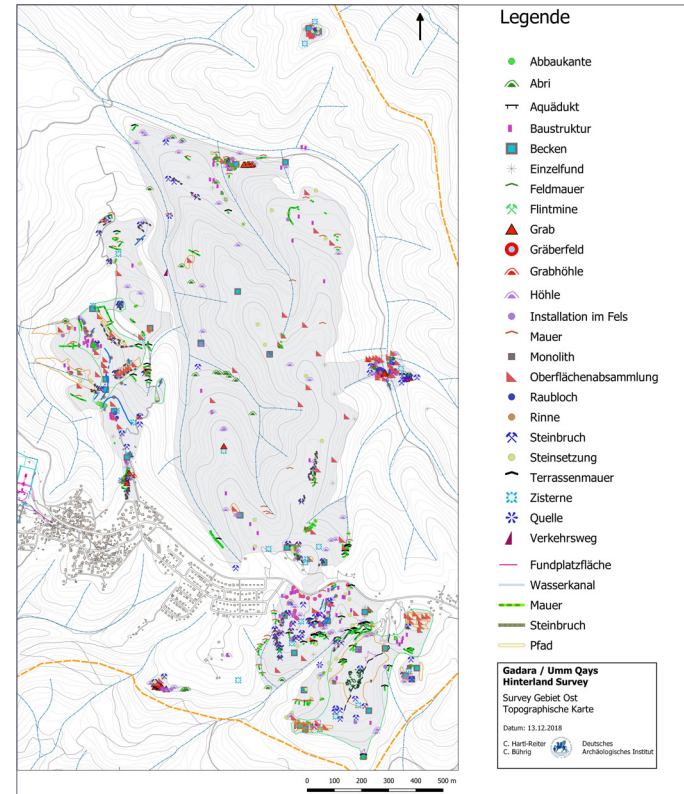 Legende
Abbaukante
Abri
Aquädukt
Baustruktur
Becken
Einzelfund
Feldmauer
Flintmine
Grab
Gräberfeld
Grabhöhle
Höhle
Installation im Fels
Mauer
Monolith
Oberflächenabsammlung
Raubloch
Rinne
Steinbruch
Steinsetzung
Terrassenmauer
Zisterne
Quelle
Verkehrsweg
Fundplatzfläche
Wasserkanal
Mauer
Steinbruch
Pfad
Gadara / Umm Qays
Hinterland Survey
Survey Gebiet Ost
Topographische Karte
Datum: 13.12.2018
C. Hartl-Reiter
C. Bührig
Deutsches
Archäologisches Institut
0 100 200 300 400 500 m